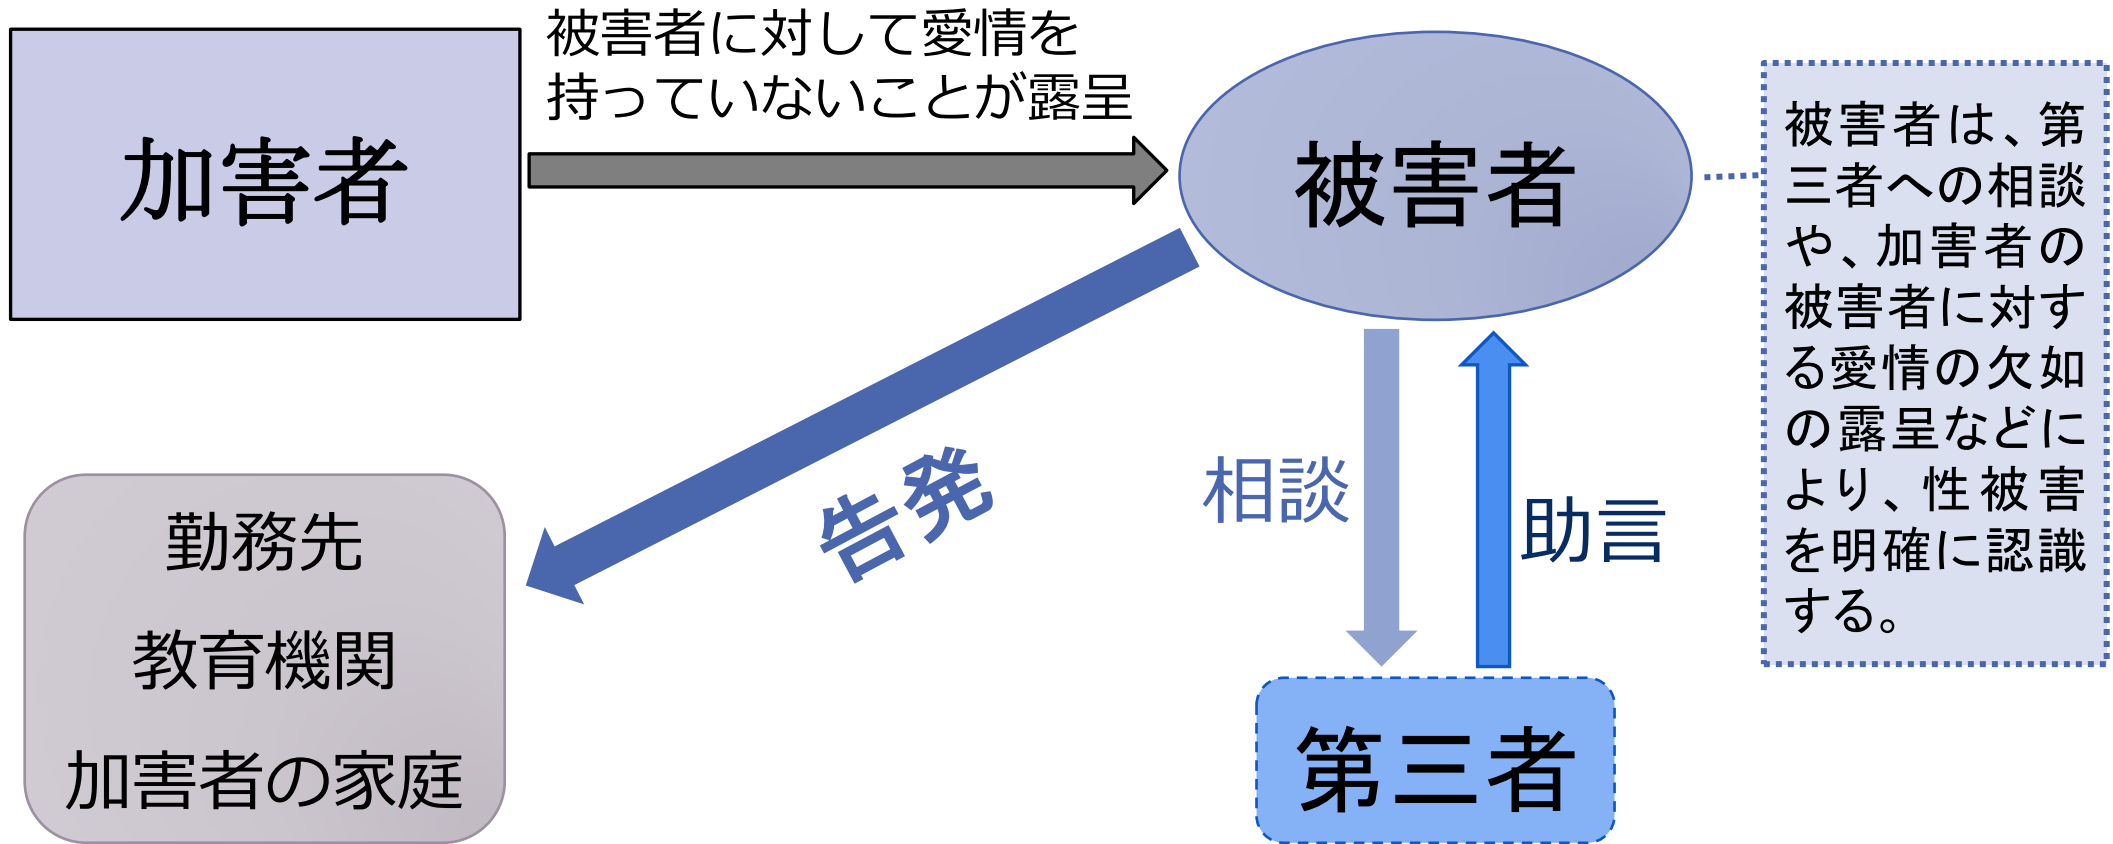 加害者
被害者に対して愛情を
持っていないことが露呈
被害者
被害者は、第
三者への相談
や、加害者の
被害者に対す
る愛情の欠如
の露呈などに
より、性被害
を明確に認識
する。
告発
相談
助言
勤務先
教育機関
加害者の家庭
第三者